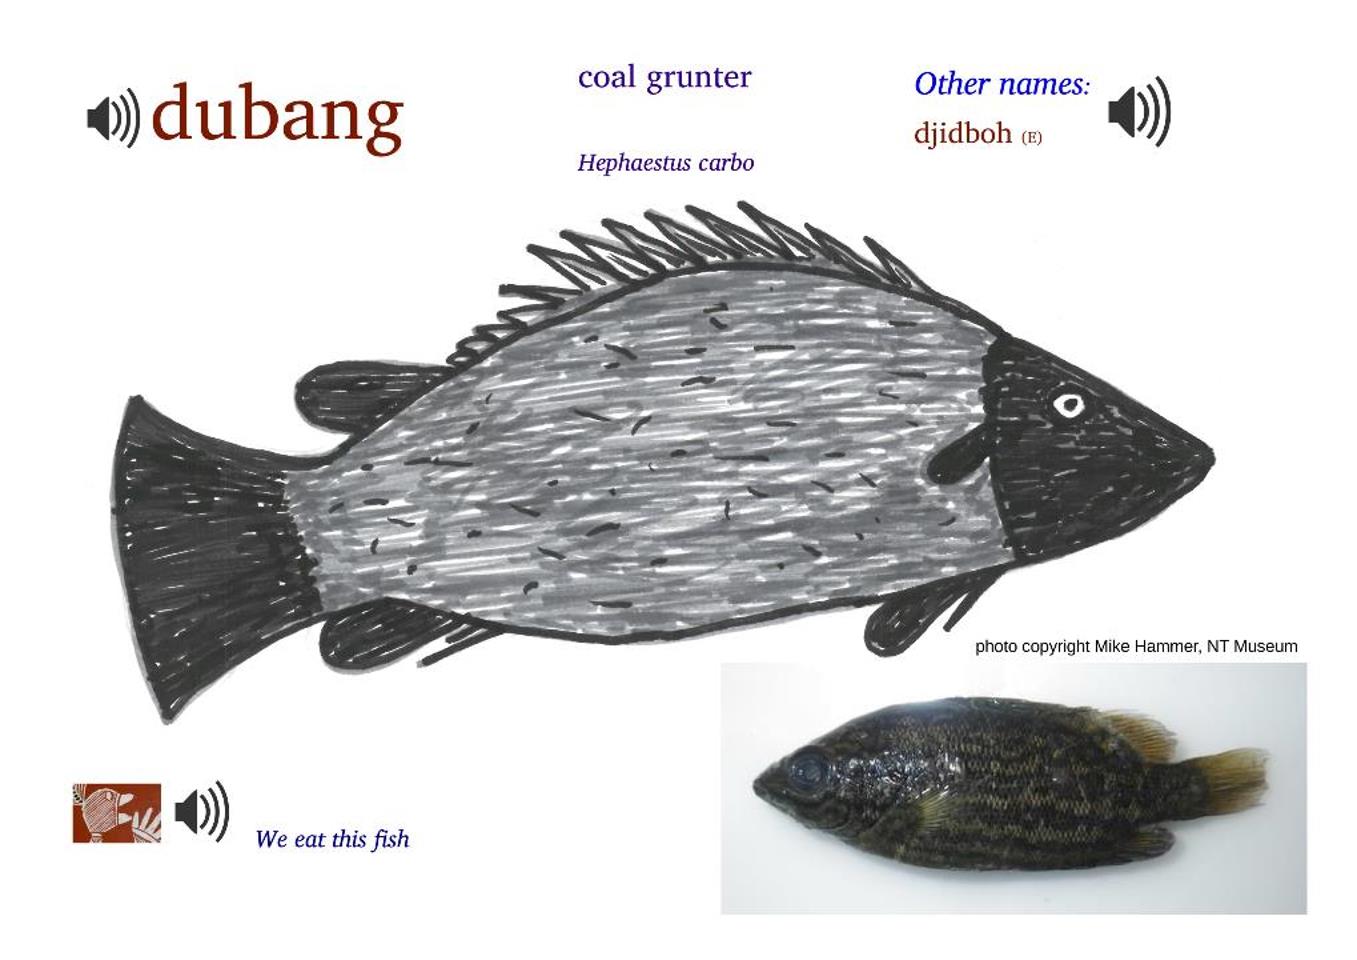 dubang
coal grunter
Hephaestus carbo
Other names:
djidboh (E)
photo copyright Mike Hammer, NT Museum
We eat this fish